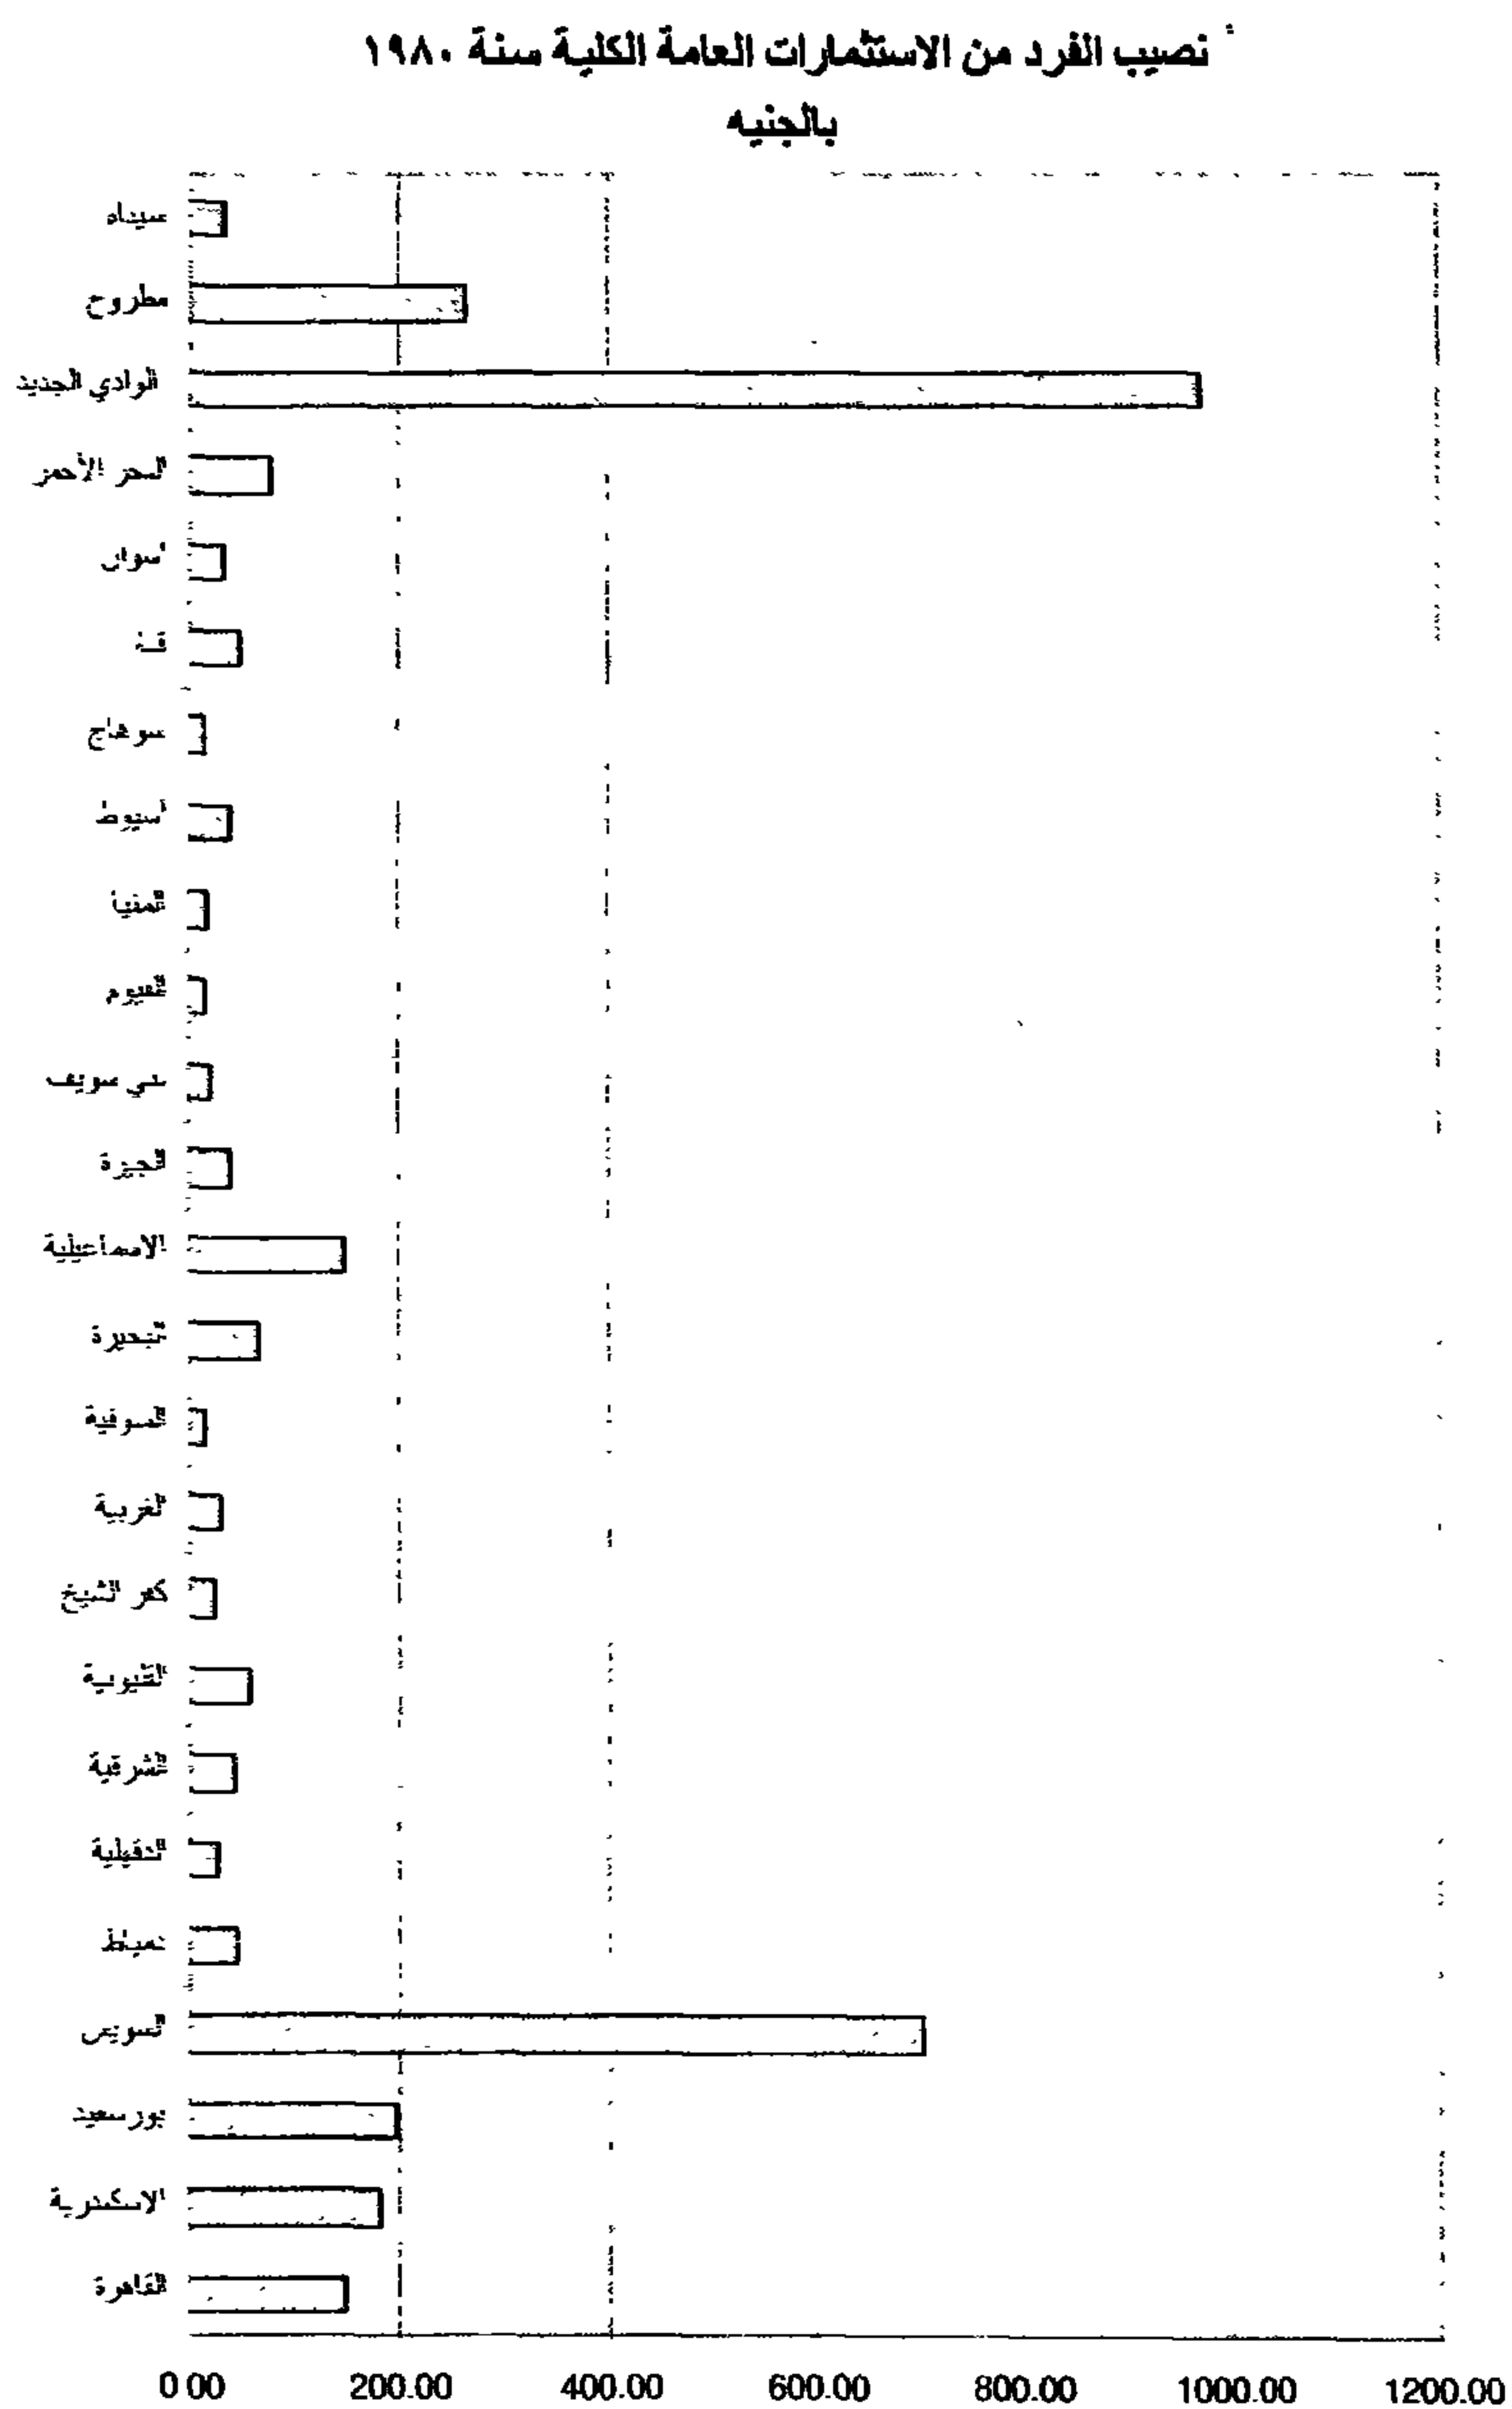 نصيب الفرد من الاستثمارات العامة الكلية سنة ١٩٨٠
بالجنيه
سيناء
مطروح
الوادي الجديد
البحر الأحمر
أسوان
قنا
سوهاج
أسيوط
المنيا
الفيوم
بني سويف
الجيزة
الاسماعيلية
البحيرة
المنوفية
الغربية
كفر الشيخ
القليوبية
الشرقية
الدقهلية
دمياط
السويس
بورسعيد
الاسكندرية
القاهرة
0.00 200.00 400.00 600.00 800.00 1000.00 1200.00